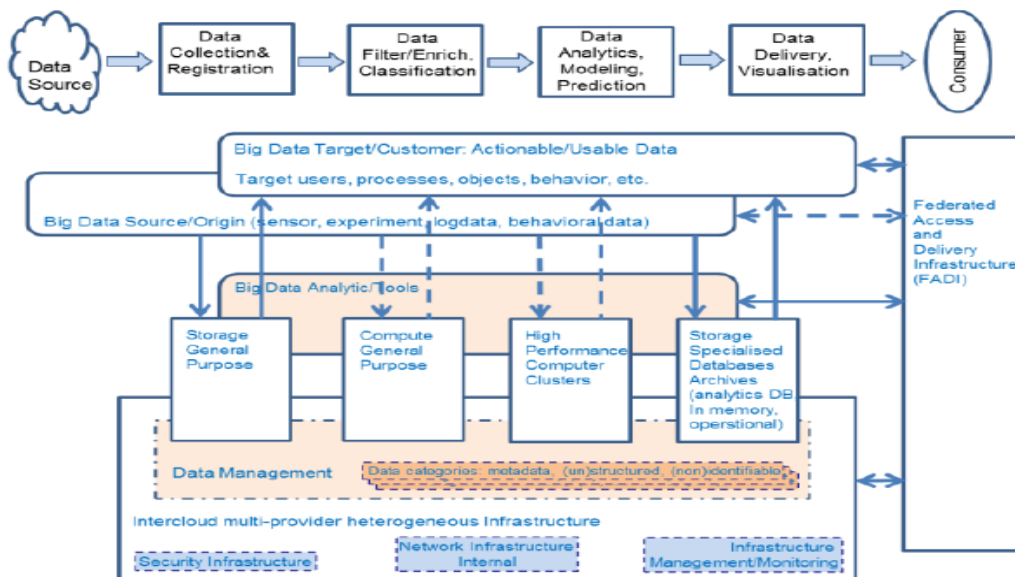 Data
Source
Data
Collection&
Registration
Data
Filter/Enrich,
Classification
Data
Analytics,
Modeling,
Prediction
Data
Delivery,
Visualisation
Consumer
Big Data Target/Customer: Actionable/Usable Data
Target users, processes, objects, behavior, etc.
Big Data Source/Origin (sensor, experiment, logdata, behavioral data)
Big Data Analytic/Tools
Federated
Access
and
Delivery
Infrastructure
(FADI)
Storage
General
Purpose
Compute
General
Purpose
High
Performance
Computer
Clusters
Storage
Specialised
Databases
Archives
(analytics DB
In memory,
operstional)
Data Management
Data categories: metadata, (un)structured, (non)identifiable
Intercloud multi-provider heterogeneous Infrastructure
Security Infrastructure
Network Infrastructure
Internal
Infrastructure
Management/Monitoring